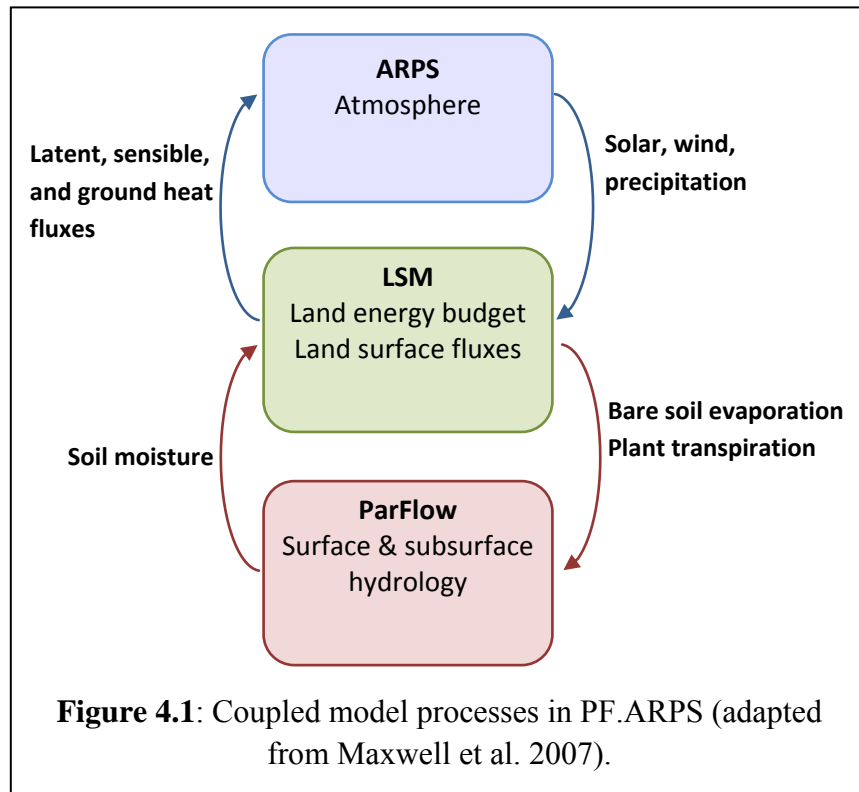 ARPS
Atmosphere
Latent, sensible,
and ground heat
fluxes
Solar, wind,
precipitation
LSM
Land energy budget
Land surface fluxes
Soil moisture
Bare soil evaporation
Plant transpiration
ParFlow
Surface & subsurface
hydrology
Figure 4.1: Coupled model processes in PF.ARPS (adapted
from Maxwell et al. 2007).